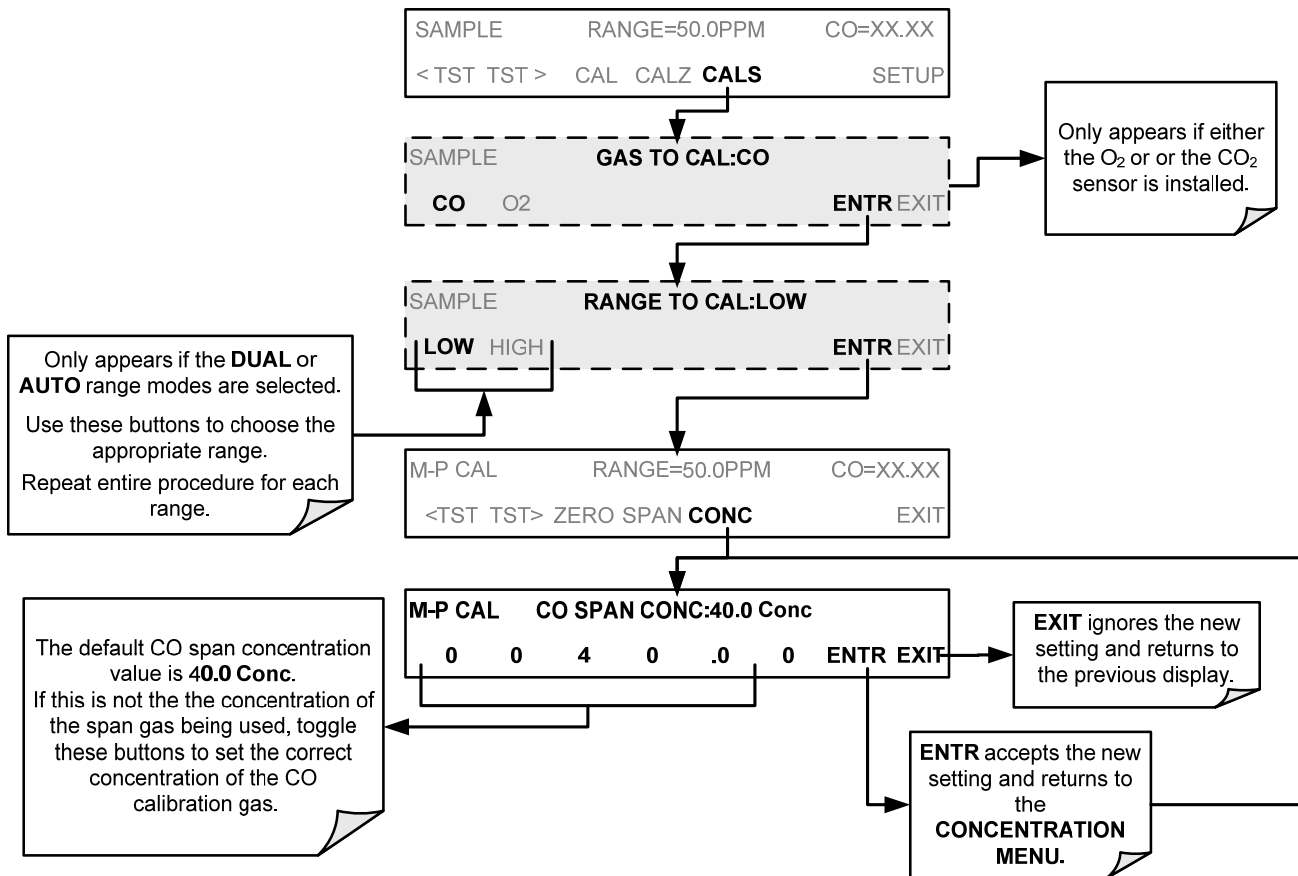 SAMPLE RANGE=50.0PPM CO=XX.XX
< TST TST > CAL CALZ CALS SETUP
SAMPLE GAS TO CAL:CO
CO O2 ENTR EXIT
Only appears if either
the O2 or or the CO2
sensor is installed.
SAMPLE RANGE TO CAL:LOW
LOW HIGH ENTR EXIT
Only appears if the DUAL or
AUTO range modes are selected.
Use these buttons to choose the
appropriate range.
Repeat entire procedure for each
range.
M-P CAL RANGE=50.0PPM CO=XX.XX
<TST TST> ZERO SPAN CONC EXIT
M-P CAL CO SPAN CONC:40.0 Conc
0 0 4 0 .0 0 ENTR EXIT
The default CO span concentration
value is 40.0 Conc.
If this is not the the concentration of
the span gas being used, toggle
these buttons to set the correct
concentration of the CO
calibration gas.
EXIT ignores the new
setting and returns to
the previous display.
ENTR accepts the new
setting and returns to
the
CONCENTRATION
MENU.